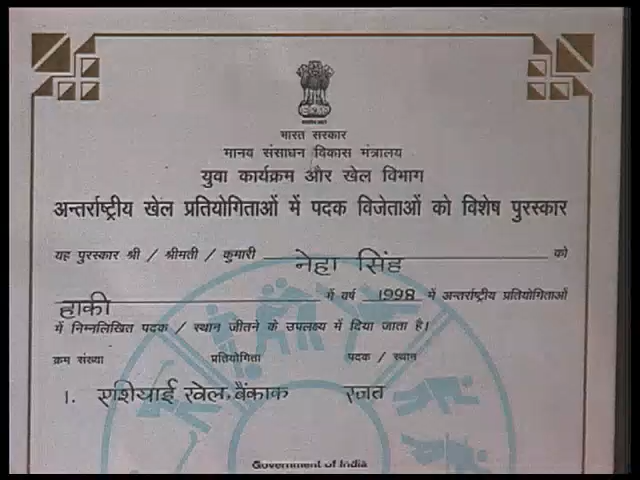 भारत सरकार
मानव संसाधन विकास मंत्रालय
युवा कार्यक्रम और खेल विभाग
अन्तर्राष्ट्रीय खेल प्रतियोगिताओं में पदक विजेताओं को विशेष पुरस्कार
यह पुरस्कार श्री / श्रीमती / कुमारी नेहा सिंह को
हाकी में वर्ष 1998 में अन्तर्राष्ट्रीय प्रतियोगिताओं
में निम्नलिखित पदक / स्थान जीतने के उपलक्ष्य में दिया जाता है।
क्रम संख्या प्रतियोगिता पदक / स्थान
1. एशियाई खेल, बैंकाक रजत
Government of India